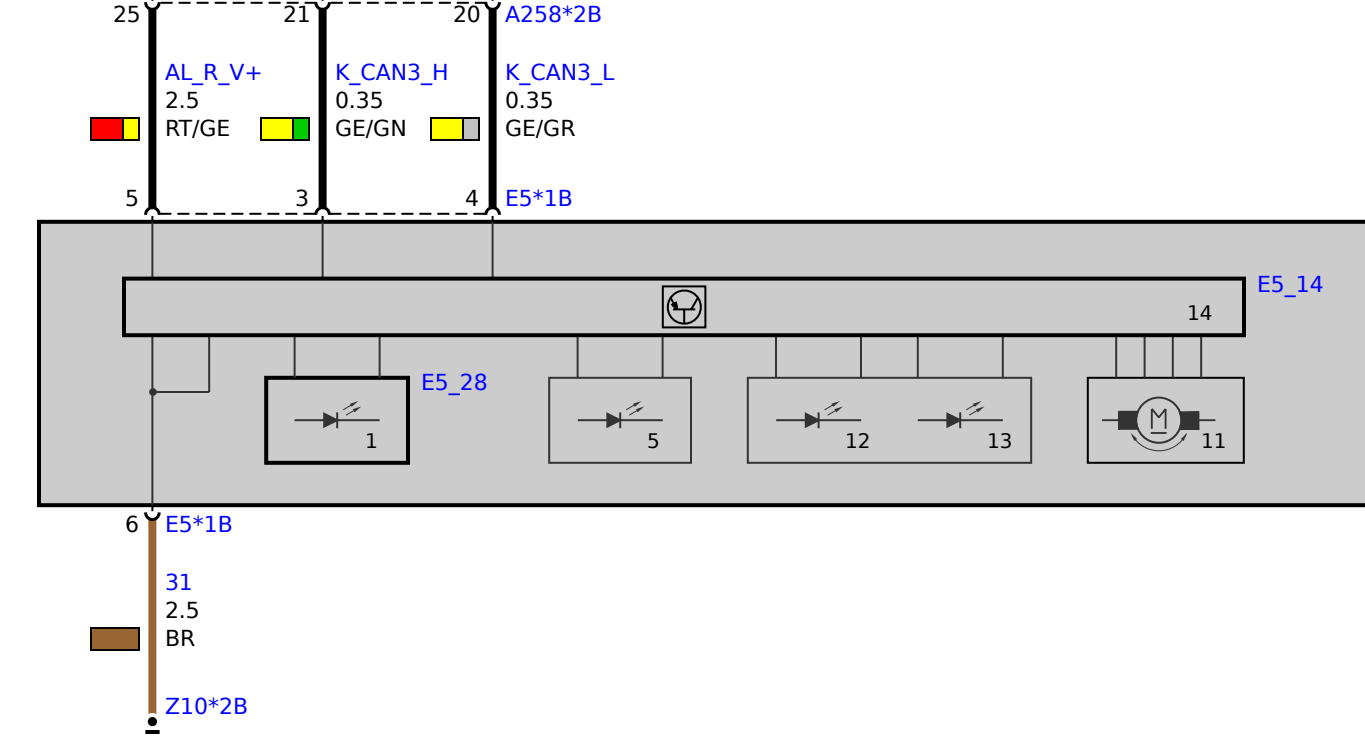 25 21 20 A258*2B
AL_R_V+ K_CAN3_H K_CAN3_L
2.5 0.35 0.35
RT/GE GE/GN GE/GR
5 3 4 E5*1B
E5_14
14
E5_28
1 5 12 13 M 11
6 E5*1B
31
2.5
BR
Z10*2B